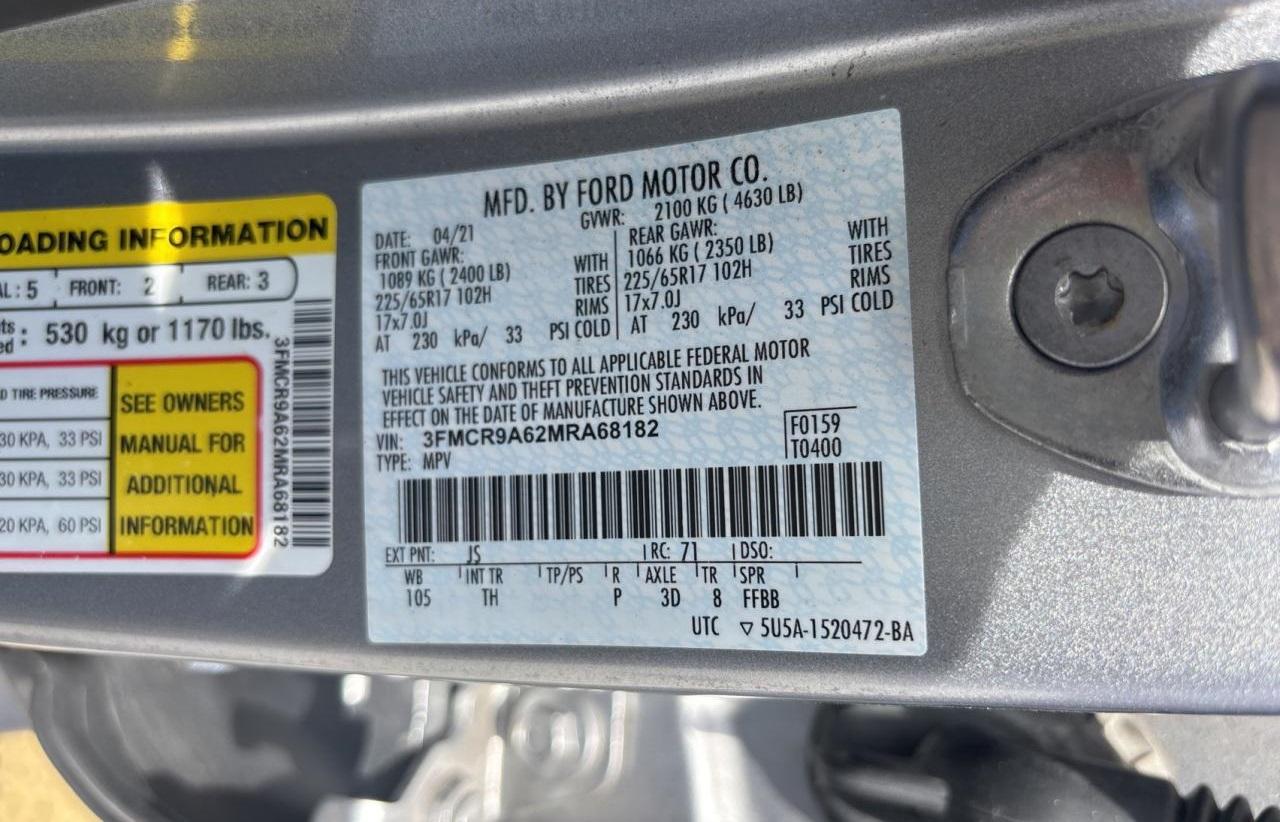 OADING INFORMATION
AL: 5 FRONT: 2 REAR: 3
ts
ed : 530 kg or 1170 lbs.
D TIRE PRESSURE
30 KPA, 33 PSI
30 KPA, 33 PSI
20 KPA, 60 PSI
SEE OWNERS
MANUAL FOR
ADDITIONAL
INFORMATION
3FMCR9A62MRA68182
MFD. BY FORD MOTOR CO.
DATE: 04/21 GVWR: 2100 KG ( 4630 LB)
FRONT GAWR: REAR GAWR:
1089 KG (2400 LB) WITH 1066 KG ( 2350 LB) WITH
225/65R17 102H TIRES 225/65R17 102H TIRES
17x7.0J RIMS 17x7.0J RIMS
AT 230 kPa/ 33 PSI COLD AT 230 kPa/ 33 PSI COLD
THIS VEHICLE CONFORMS TO ALL APPLICABLE FEDERAL MOTOR
VEHICLE SAFETY AND THEFT PREVENTION STANDARDS IN
EFFECT ON THE DATE OF MANUFACTURE SHOWN ABOVE.
VIN: 3FMCR9A62MRA68182 F0159
TYPE: MPV T0400
EXT PNT: JS RC: 71 DSO:
WB INT TR TP/PS R AXLE TR SPR
105 TH P 3D 8 FFBB
UTC ▽ 5U5A-1520472-BA